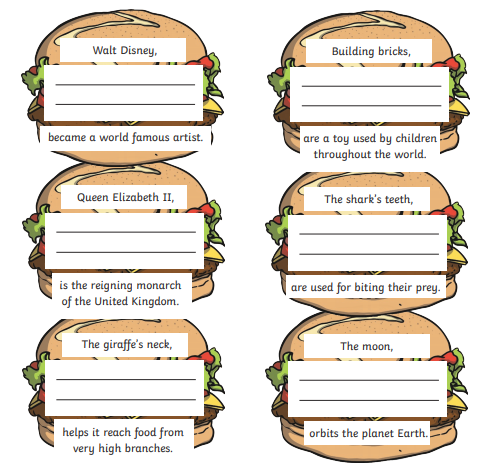 Walt Disney,
became a world famous artist.
Building bricks,
are a toy used by children
throughout the world.
Queen Elizabeth II,
is the reigning monarch
of the United Kingdom.
The shark's teeth,
are used for biting their prey.
The giraffe's neck,
helps it reach food from
very high branches.
The moon,
orbits the planet Earth.